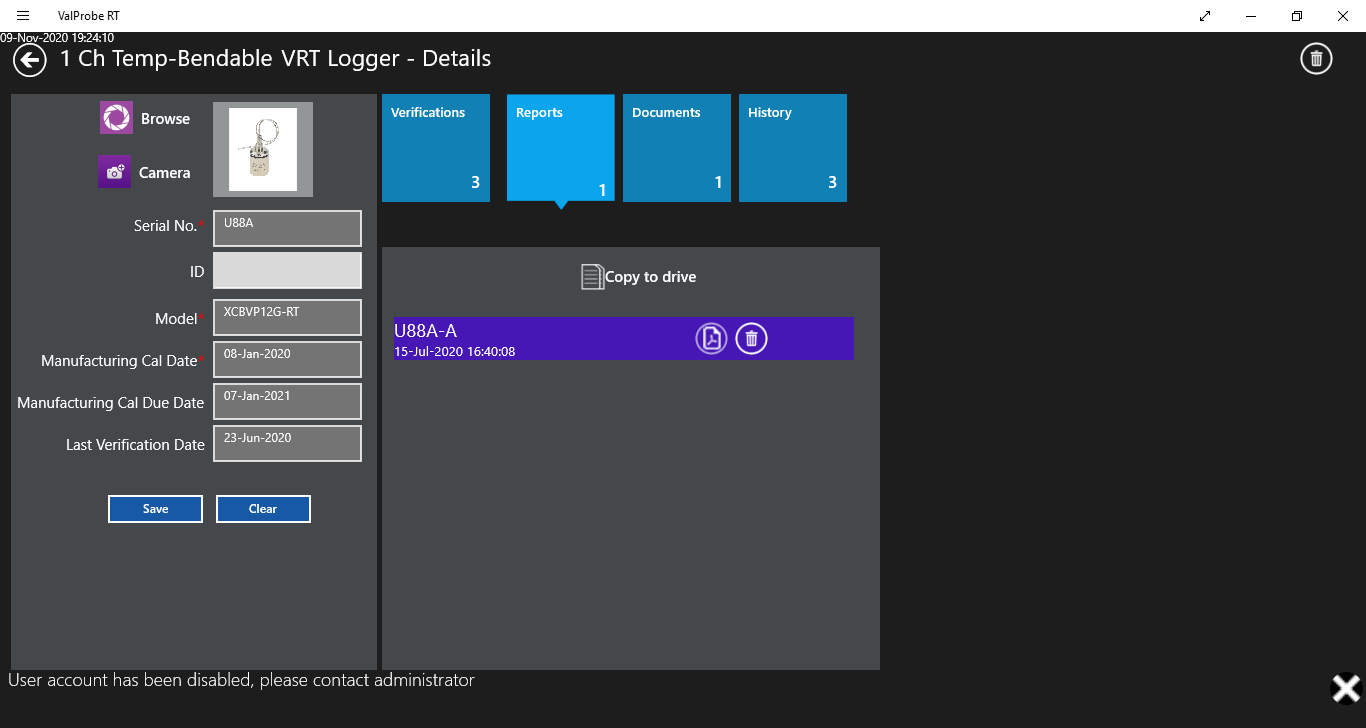 ValProbe RT
09-Nov-2020 19:24:10
1 Ch Temp-Bendable VRT Logger - Details
Browse
Camera
Serial No.* U88A
ID
Model* XCBVP12G-RT
Manufacturing Cal Date* 08-Jan-2020
Manufacturing Cal Due Date 07-Jan-2021
Last Verification Date 23-Jun-2020
Save Clear
Verifications 3
Reports 1
Documents 1
History 3
Copy to drive
U88A-A
15-Jul-2020 16:40:08
User account has been disabled, please contact administrator